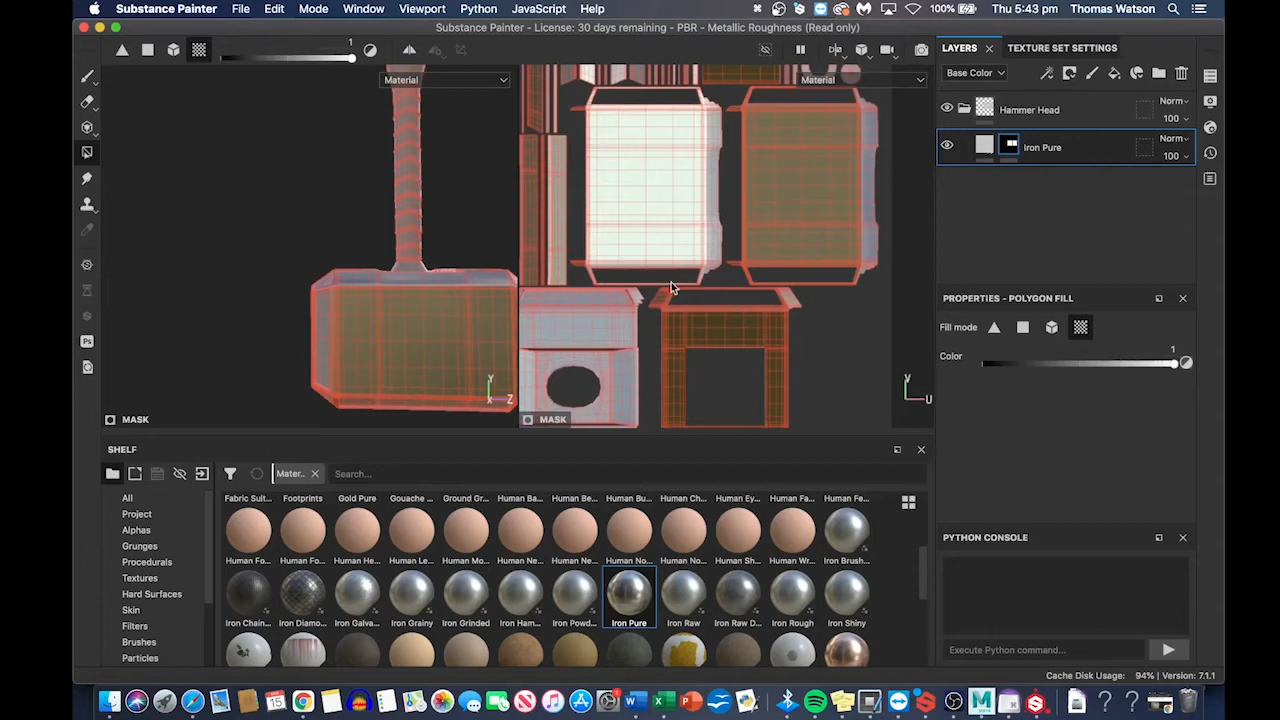 Substance Painter File Edit Mode Window Viewport Python JavaScript Help 100% Thu 5:43 pm Thomas Watson
Substance Painter - License: 30 days remaining - PBR - Metallic Roughness (Read only)
1
Material
Material
Y
X
Z
V
U
MASK
MASK
LAYERS TEXTURE SET SETTINGS
Base Color
Hammer Head Norm
100
Iron Pure Norm
100
PROPERTIES - POLYGON FILL
Fill mode
Color 1
SHELF
Mater.. Search...
All
Project
Alphas
Grunges
Procedurals
Textures
Hard Surfaces
Skin
Filters
Brushes
Particles
Fabric Suit... Footprints Gold Pure Gouache ... Ground Gr... Human Ba... Human Be... Human Bu... Human Ch... Human Ey... Human Fa... Human Fe...
Human Fo... Human Fo... Human He... Human Le... Human Mo... Human Ne... Human Ne... Human No... Human No... Human Sh... Human Wr... Iron Brush...
Iron Chain... Iron Diamo... Iron Galva... Iron Grainy Iron Grinded Iron Ham... Iron Powd... Iron Pure Iron Raw Iron Raw D... Iron Rough Iron Shiny
PYTHON CONSOLE
Execute Python command...
Cache Disk Usage: 94% | Version: 7.1.1
Ps